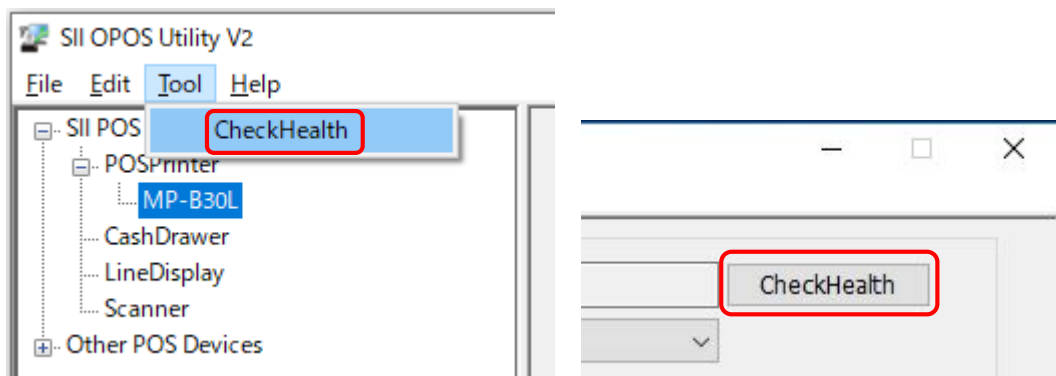 SII OPOS Utility V2
File Edit Tool Help
SII POS
CheckHealth
POSPrinter
MP-B30L
CashDrawer
LineDisplay
Scanner
Other POS Devices
CheckHealth